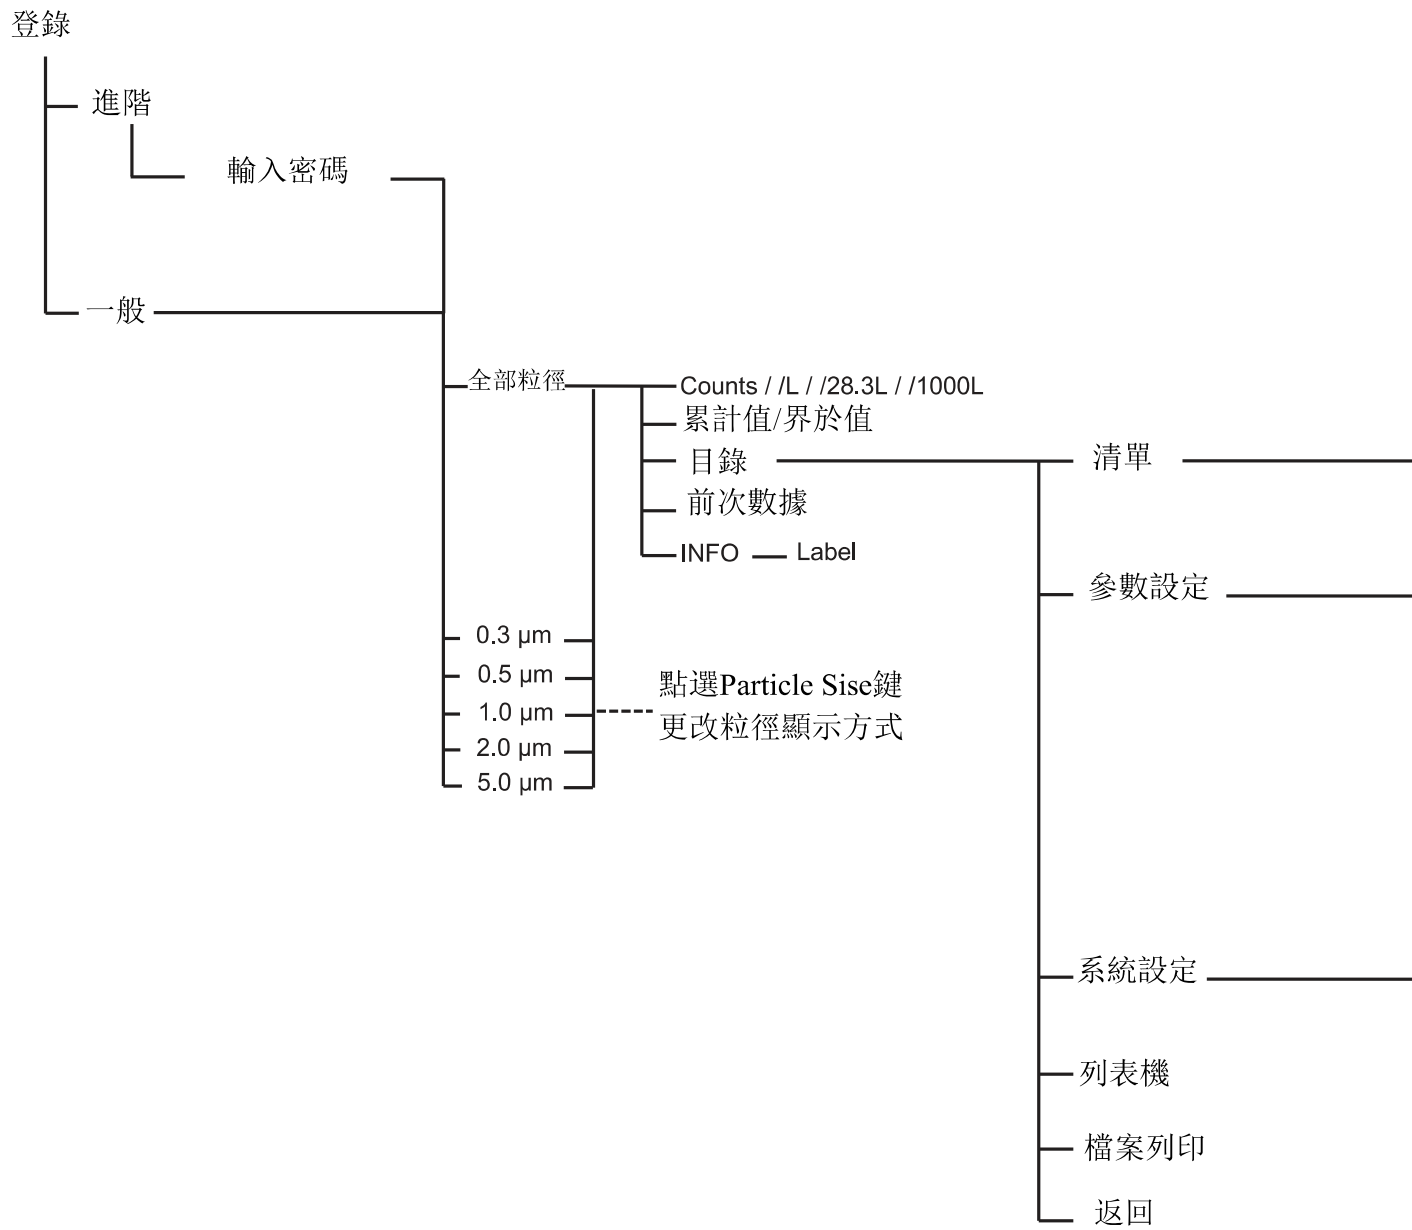 登錄
進階
輸入密碼
一般
全部粒徑
Counts / /L / /28.3L / /1000L
累計值/界於值
目錄
清單
前次數據
INFO
Label
參數設定
0.3 µm
0.5 µm
1.0 µm
2.0 µm
5.0 µm
點選Particle Sise鍵
更改粒徑顯示方式
系統設定
列表機
檔案列印
返回